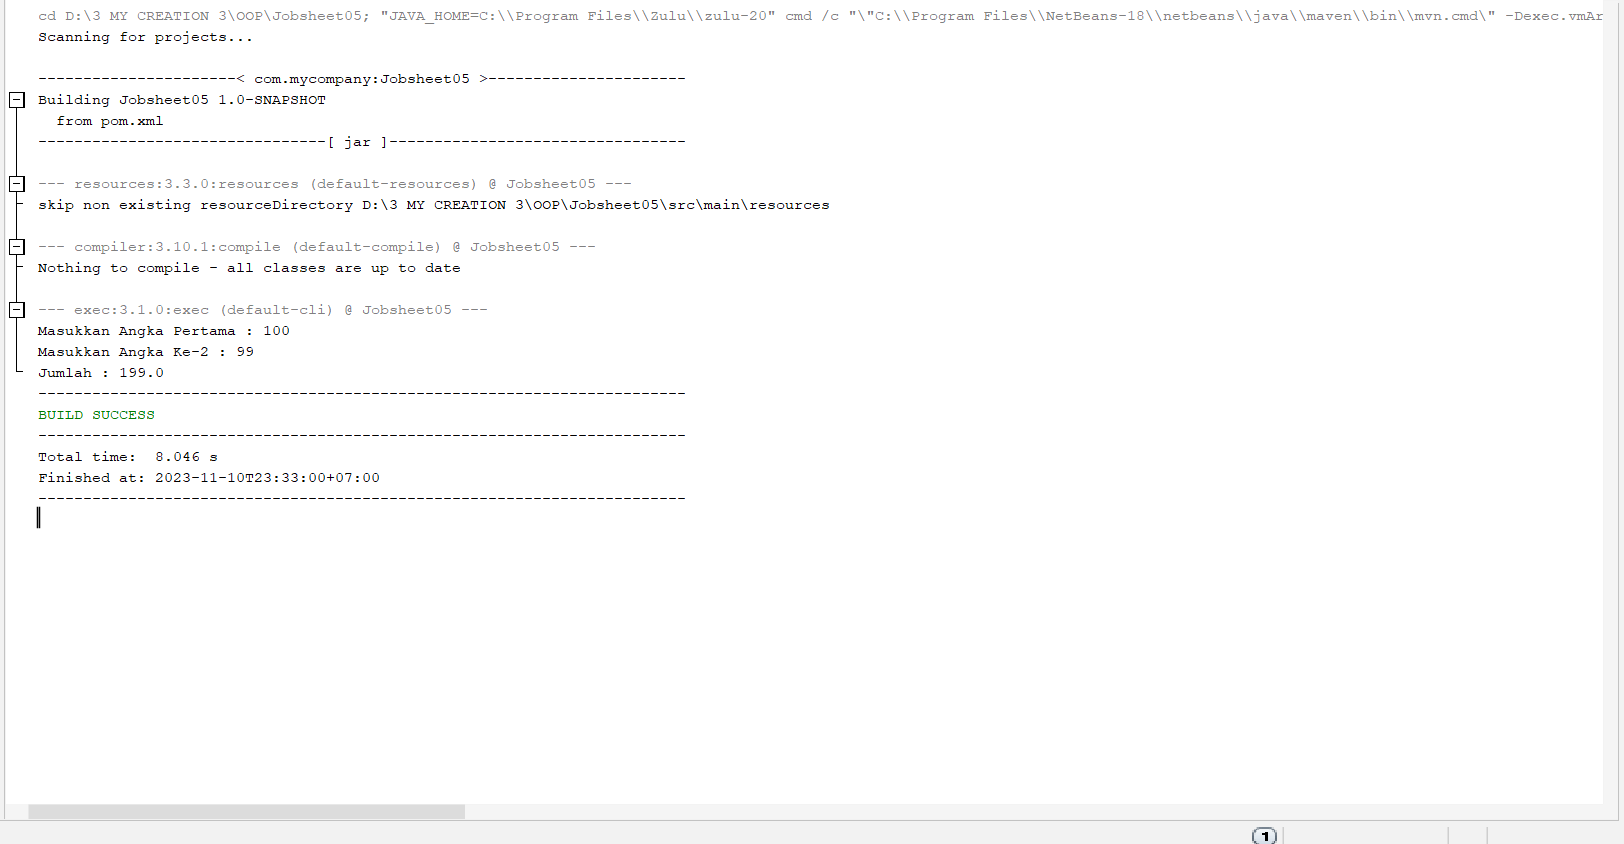 cd D:\3 MY CREATION 3\OOP\Jobsheet05; "JAVA_HOME=C:\\Program Files\\Zulu\\zulu-20" cmd /c "\"C:\\Program Files\\NetBeans-18\\netbeans\\java\\maven\\bin\\mvn.cmd\" -Dexec.vmAr
Scanning for projects...
----------------------< com.mycompany:Jobsheet05 >----------------------
Building Jobsheet05 1.0-SNAPSHOT
  from pom.xml
--------------------------------[ jar ]---------------------------------
--- resources:3.3.0:resources (default-resources) @ Jobsheet05 ---
skip non existing resourceDirectory D:\3 MY CREATION 3\OOP\Jobsheet05\src\main\resources
--- compiler:3.10.1:compile (default-compile) @ Jobsheet05 ---
Nothing to compile - all classes are up to date
--- exec:3.1.0:exec (default-cli) @ Jobsheet05 ---
Masukkan Angka Pertama : 100
Masukkan Angka Ke-2 : 99
Jumlah : 199.0
------------------------------------------------------------------------
BUILD SUCCESS
------------------------------------------------------------------------
Total time:  8.046 s
Finished at: 2023-11-10T23:33:00+07:00
------------------------------------------------------------------------
1